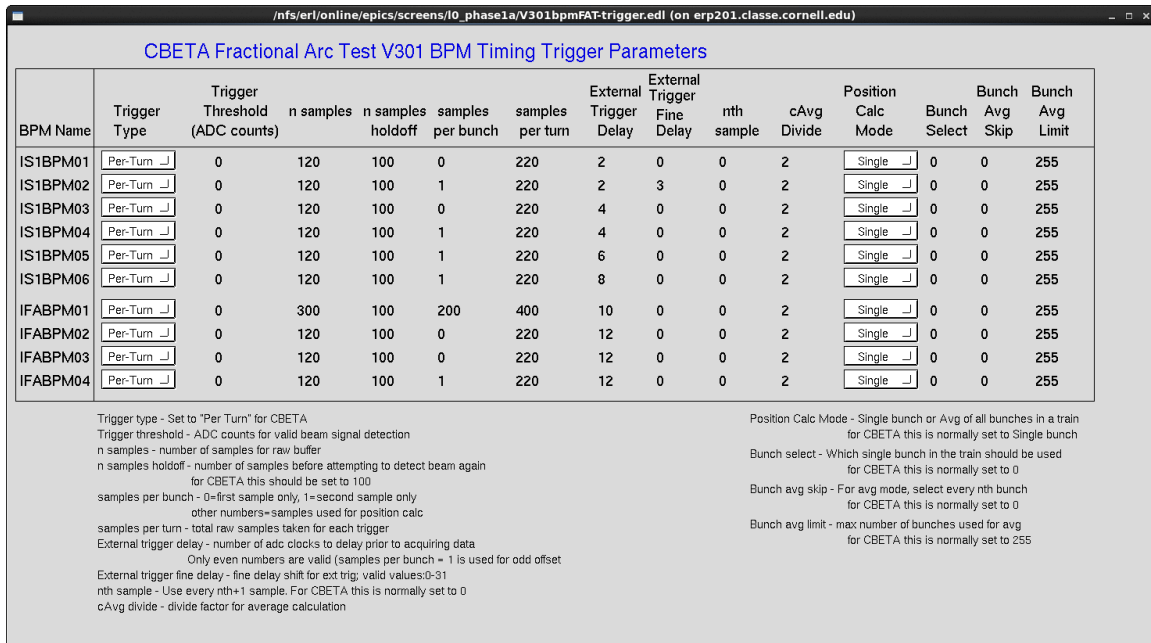 /nfs/erl/online/epics/screens/l0_phase1a/V301bpmFAT-trigger.edl (on erp201.classe.cornell.edu)
CBETA Fractional Arc Test V301 BPM Timing Trigger Parameters
BPM Name Trigger Type Trigger Threshold (ADC counts) n samples n samples holdoff samples per bunch samples per turn External Trigger Delay External Trigger Fine Delay nth sample cAvg Divide Position Calc Mode Bunch Select Bunch Avg Skip Bunch Avg Limit
IS1BPM01 Per-Turn 0 120 100 0 220 2 0 0 2 Single 0 0 255
IS1BPM02 Per-Turn 0 120 100 1 220 2 3 0 2 Single 0 0 255
IS1BPM03 Per-Turn 0 120 100 0 220 4 0 0 2 Single 0 0 255
IS1BPM04 Per-Turn 0 120 100 1 220 4 0 0 2 Single 0 0 255
IS1BPM05 Per-Turn 0 120 100 1 220 6 0 0 2 Single 0 0 255
IS1BPM06 Per-Turn 0 120 100 1 220 8 0 0 2 Single 0 0 255
IFABPM01 Per-Turn 0 300 100 200 400 10 0 0 2 Single 0 0 255
IFABPM02 Per-Turn 0 120 100 0 220 12 0 0 2 Single 0 0 255
IFABPM03 Per-Turn 0 120 100 0 220 12 0 0 2 Single 0 0 255
IFABPM04 Per-Turn 0 120 100 1 220 12 0 0 2 Single 0 0 255
Trigger type - Set to "Per Turn" for CBETA
Trigger threshold - ADC counts for valid beam signal detection
n samples - number of samples for raw buffer
n samples holdoff - number of samples before attempting to detect beam again
for CBETA this should be set to 100
samples per bunch - 0=first sample only, 1=second sample only
other numbers=samples used for position calc
samples per turn - total raw samples taken for each trigger
External trigger delay - number of adc clocks to delay prior to acquiring data
Only even numbers are valid (samples per bunch = 1 is used for odd offset
External trigger fine delay - fine delay shift for ext trig; valid values:0-31
nth sample - Use every nth+1 sample. For CBETA this is normally set to 0
cAvg divide - divide factor for average calculation
Position Calc Mode - Single bunch or Avg of all bunches in a train
for CBETA this is normally set to Single bunch
Bunch select - Which single bunch in the train should be used
for CBETA this is normally set to 0
Bunch avg skip - For avg mode, select every nth bunch
for CBETA this is normally set to 0
Bunch avg limit - max number of bunches used for avg
for CBETA this is normally set to 255